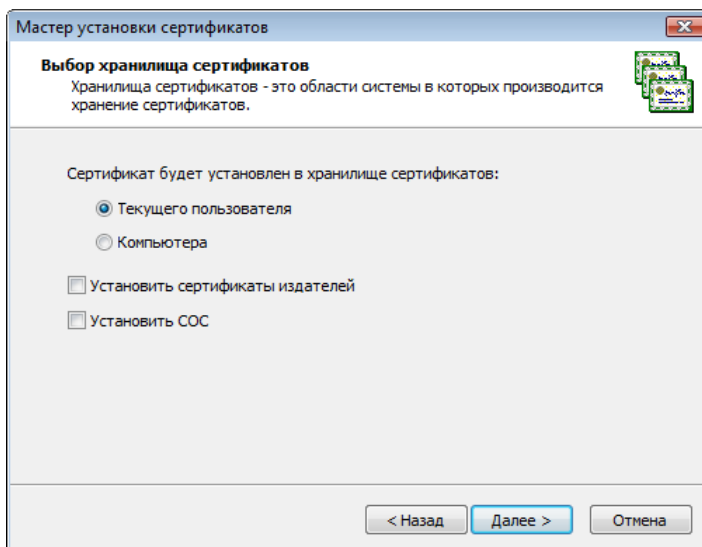 Мастер установки сертификатов
Выбор хранилища сертификатов
Хранилища сертификатов - это области системы в которых производится
хранение сертификатов.
Сертификат будет установлен в хранилище сертификатов:
Текущего пользователя
Компьютера
Установить сертификаты издателей
Установить СОС
< Назад
Далее >
Отмена